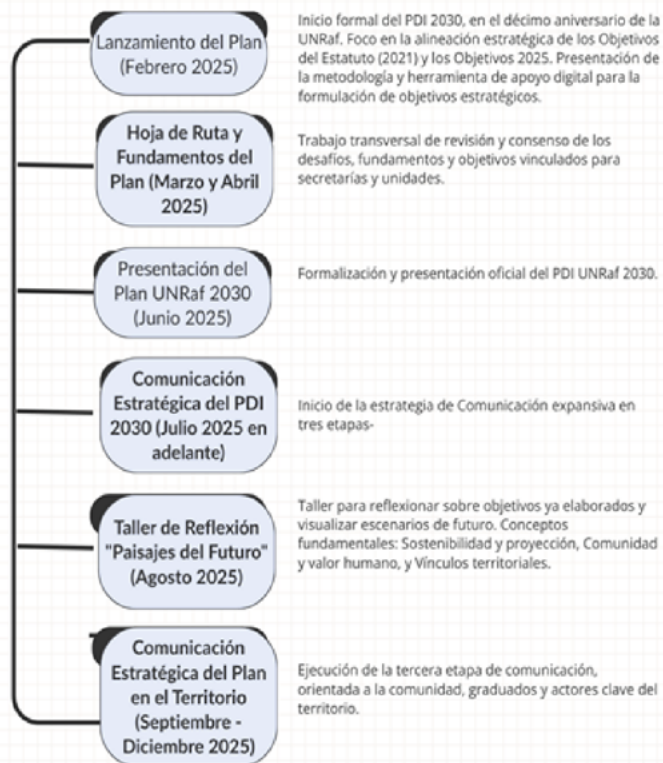 Lanzamiento del Plan
(Febrero 2025)
Inicio formal del PDI 2030, en el décimo aniversario de la
UNRaf. Foco en la alineación estratégica de los Objetivos
del Estatuto (2021) y los Objetivos 2025. Presentación de
la metodología y herramienta de apoyo digital para la
formulación de objetivos estratégicos.
Hoja de Ruta y
Fundamentos del
Plan (Marzo y Abril
2025)
Trabajo transversal de revisión y consenso de los
desafíos, fundamentos y objetivos vinculados para
secretarías y unidades.
Presentación del
Plan UNRaf 2030
(Junio 2025)
Formalización y presentación oficial del PDI UNRaf 2030.
Comunicación
Estratégica del PDI
2030 (Julio 2025 en
adelante)
Inicio de la estrategia de Comunicación expansiva en
tres etapas-
Taller de Reflexión
"Paisajes del Futuro"
(Agosto 2025)
Taller para reflexionar sobre objetivos ya elaborados y
visualizar escenarios de futuro. Conceptos
fundamentales: Sostenibilidad y proyección, Comunidad
y valor humano, y Vínculos territoriales.
Comunicación
Estratégica del Plan
en el Territorio
(Septiembre -
Diciembre 2025)
Ejecución de la tercera etapa de comunicación,
orientada a la comunidad, graduados y actores clave del
territorio.